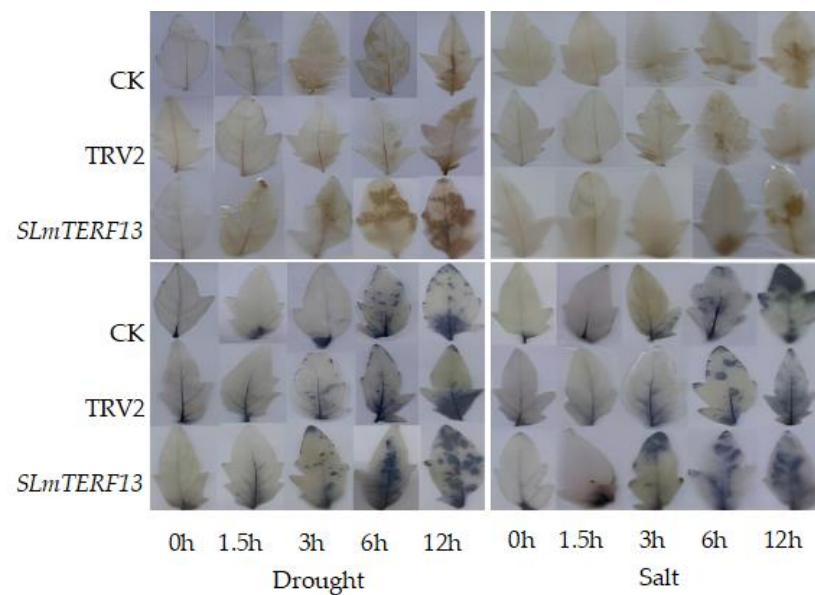 CK
TRV2
SLmTERF13
CK
TRV2
SLmTERF13
0h 1.5h 3h 6h 12h 0h 1.5h 3h 6h 12h
Drought Salt